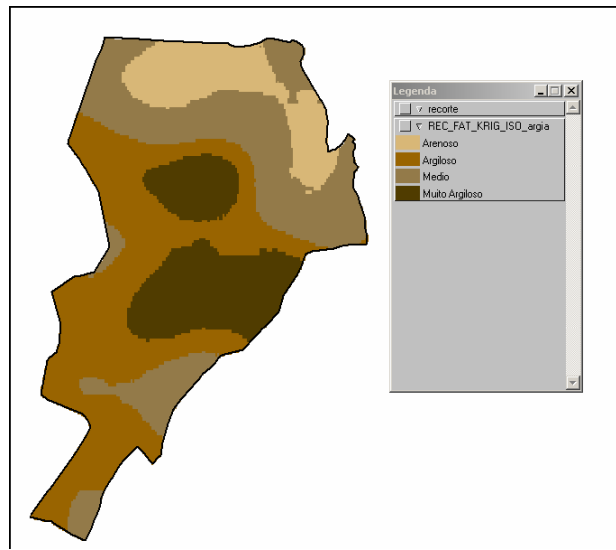 Legenda
recorte
REC_FAT_KRIG_ISO_argia
Arenoso
Argiloso
Medio
Muito Argiloso